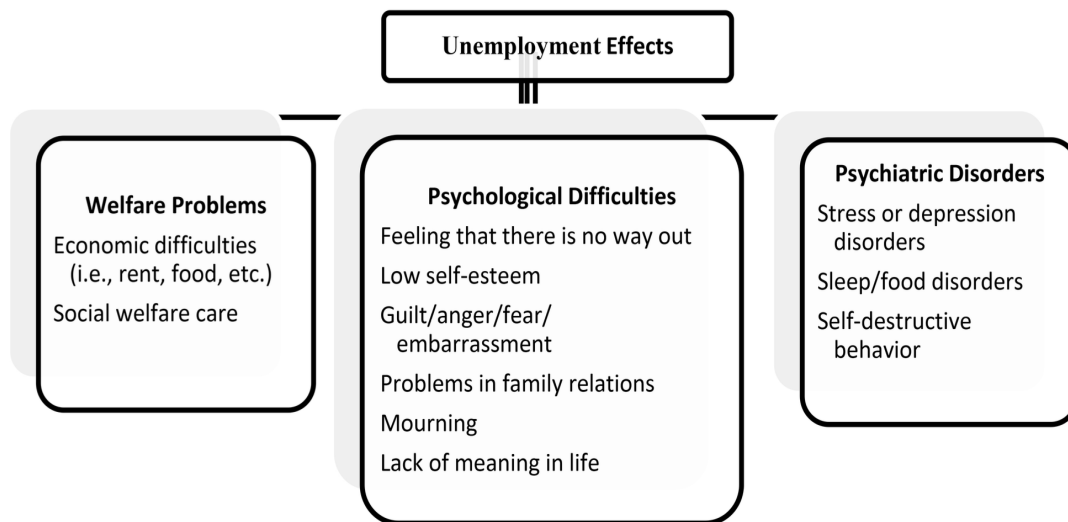 Unemployment Effects
Welfare Problems
Economic difficulties
(i.e., rent, food, etc.)
Social welfare care
Psychological Difficulties
Feeling that there is no way out
Low self-esteem
Guilt/anger/fear/
embarrassment
Problems in family relations
Mourning
Lack of meaning in life
Psychiatric Disorders
Stress or depression
disorders
Sleep/food disorders
Self-destructive
behavior